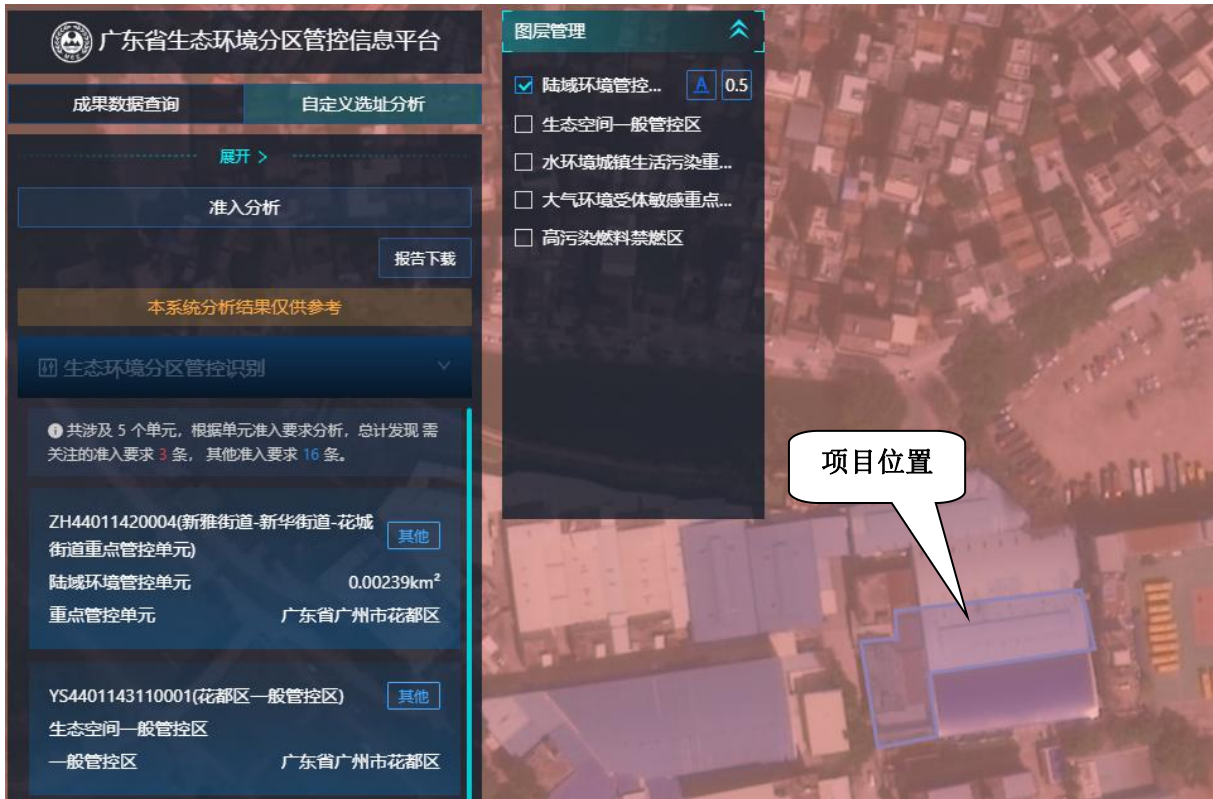 广东省生态环境分区管控信息平台
成果数据查询
自定义选址分析
展开 >
准入分析
报告下载
本系统分析结果仅供参考
生态环境分区管控识别
共涉及 5 个单元，根据单元准入要求分析，总计发现 需
关注的准入要求 3 条，其他准入要求 16 条。
ZH44011420004(新雅街道-新华街道-花城
街道重点管控单元)
其他
陆域环境管控单元 0.00239km²
重点管控单元 广东省广州市花都区
YS4401143110001(花都区一般管控区) 其他
生态空间一般管控区
一般管控区 广东省广州市花都区
图层管理
陆域环境管控... A 0.5
生态空间一般管控区
水环境城镇生活污染重...
大气环境受体敏感重点...
高污染燃料禁燃区
项目位置